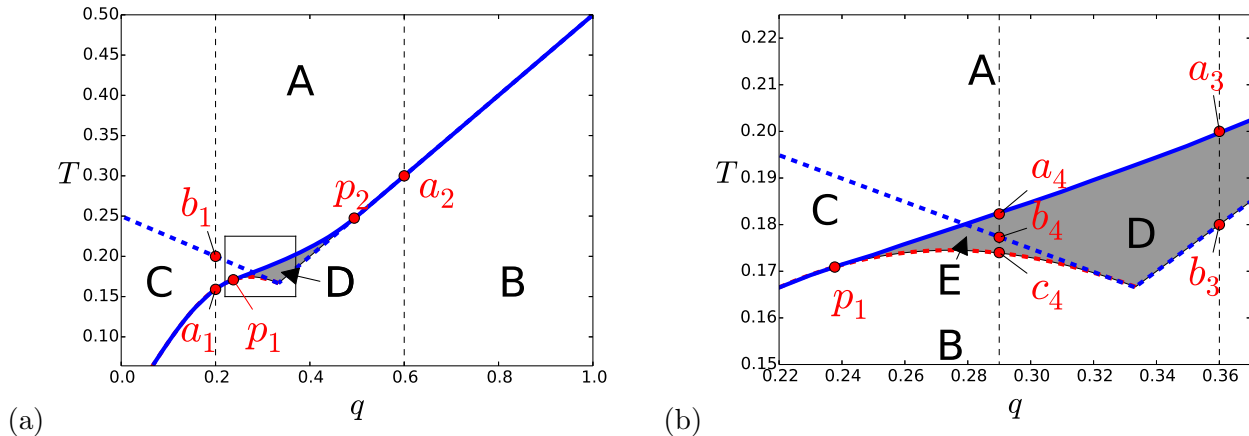 0.50
0.45
0.40
0.35
0.30
T
0.25
0.20
0.15
0.10
0.0 0.2 0.4 0.6 0.8 1.0
q
(a)
A
B
C
D
b₁
a₁
p₁
p₂
a₂
0.22
0.21
0.20
T
0.19
0.18
0.17
0.16
0.15
0.22 0.24 0.26 0.28 0.30 0.32 0.34 0.36
q
(b)
A
a₃
C
a₄
b₄
D
E
c₄
b₃
p₁
B